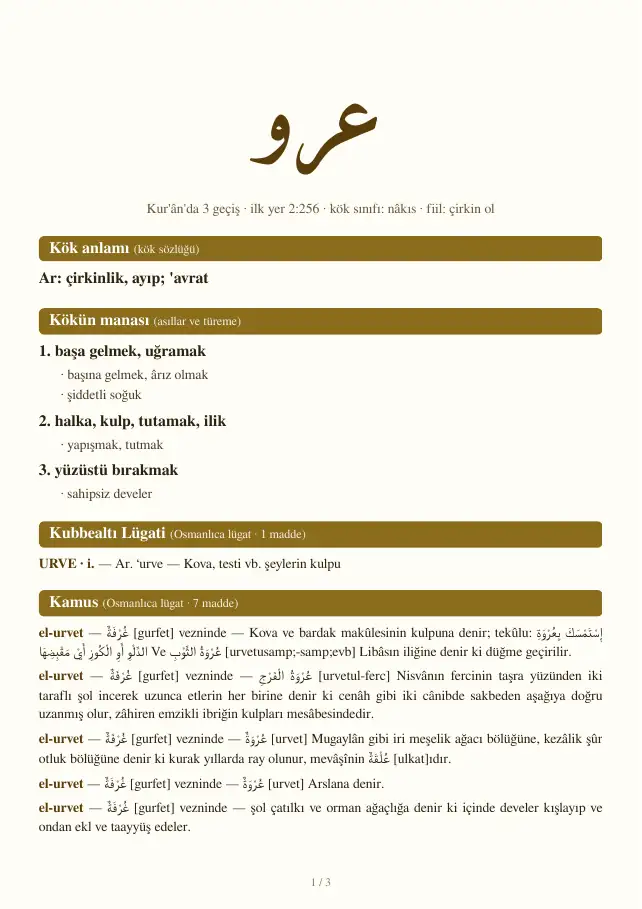 عرو
Kur'ân'da 3 geçiş · ilk yer 2:256 · kök sınıfı: nâkıs · fiil: çirkin ol
Kök anlamı (kök sözlüğü)
Ar: çirkinlik, ayıp; 'avrat
Kökün manası (asıllar ve türeme)
1. başa gelmek, uğramak
· başına gelmek, ârız olmak
· şiddetli soğuk
2. halka, kulp, tutamak, ilik
· yapışmak, tutmak
3. yüzüstü bırakmak
· sahipsiz develer
Kubbealtı Lügati (Osmanlıca lügat · 1 madde)
URVE · i. — Ar. ‘urve — Kova, testi vb. şeylerin kulpu
Kamus (Osmanlıca lügat · 7 madde)
el-urvet — غُرْفَةٌ [gurfet] vezninde — Kova ve bardak makûlesinin kulpuna denir; tekûlu: إِسْتَمْسَكَ بِعُرْوَةِ
الدَّلْوِ أَوِ الْكُوزِ أَيْ مَقْبِضِهَا Ve عُرْوَةُ الثَّوْبِ [urvetusamp;-samp;evb] Libâsın iliğine denir ki düğme geçirilir.
el-urvet — غُرْفَةٌ [gurfet] vezninde — عُرْوَةُ الْفَرْجِ [urvetul-ferc] Nisvânın fercinin taşra yüzünden iki
taraflı şol incerek uzunca etlerin her birine denir ki cenâh gibi iki cânibde sakbeden aşağıya doğru
uzanmış olur, zâhiren emzikli ibriğin kulpları mesâbesindedir.
el-urvet — غُرْفَةٌ [gurfet] vezninde — عُرْوَةٌ [urvet] Mugaylân gibi iri meşelik ağacı bölüğüne, kezâlik şûr
otluk bölüğüne denir ki kurak yıllarda ray olunur, mevâşînin عُلْقَةٌ [ulkat]ıdır.
el-urvet — غُرْفَةٌ [gurfet] vezninde — عُرْوَةٌ [urvet] Arslana denir.
el-urvet — غُرْفَةٌ [gurfet] vezninde — şol çatılkı ve orman ağaçlığa denir ki içinde develer kışlayıp ve
ondan ekl ve taayyüş edeler.
1 / 3